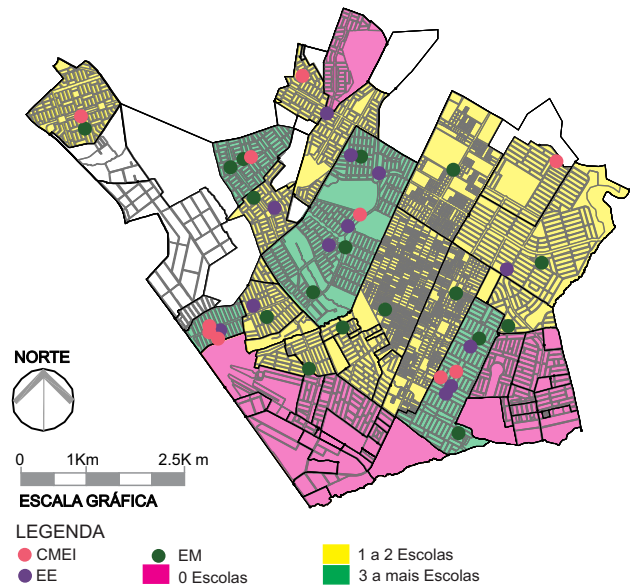 NORTE
0 1Km 2.5K m
ESCALA GRÁFICA
LEGENDA
CMEI EM 1 a 2 Escolas
EE 0 Escolas 3 a mais Escolas